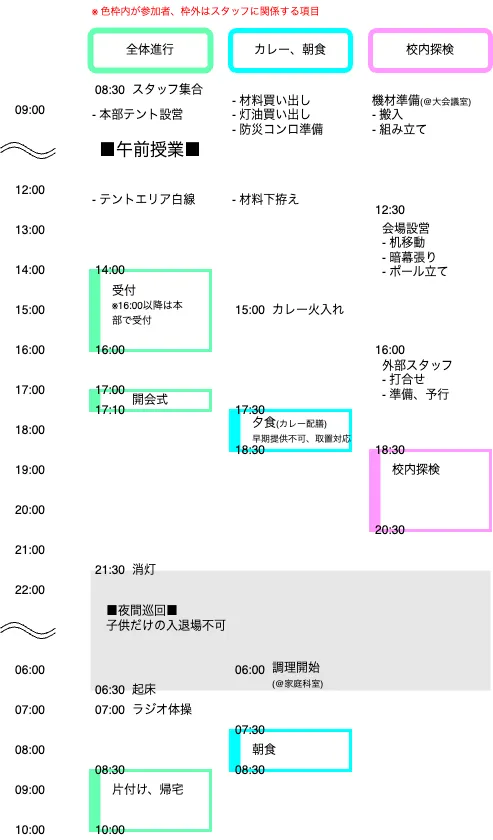 ※ 色枠内が参加者、枠外はスタッフに関係する項目
全体進行
カレー、朝食
校内探検
08:30 スタッフ集合
- 本部テント設営
- 材料買い出し
- 灯油買い出し
- 防災コンロ準備
機材準備(@大会議室)
- 搬入
- 組み立て
09:00
■午前授業■
12:00
- テントエリア白線
- 材料下拵え
12:30
会場設営
- 机移動
- 暗幕張り
- ポール立て
13:00
14:00
14:00
受付
※16:00以降は本
部で受付
15:00
15:00 カレー火入れ
16:00
16:00
16:00
外部スタッフ
- 打合せ
- 準備、予行
17:00
17:00
開会式
17:10
17:30
夕食(カレー配膳)
早期提供不可、取置対応
18:30
18:00
18:30
校内探検
20:30
19:00
20:00
21:00
21:30 消灯
22:00
■夜間巡回■
子供だけの入退場不可
06:00
06:00 調理開始
(@家庭科室)
06:30 起床
07:00
07:00 ラジオ体操
07:30
朝食
08:30
08:00
08:30
片付け、帰宅
10:00
09:00
10:00